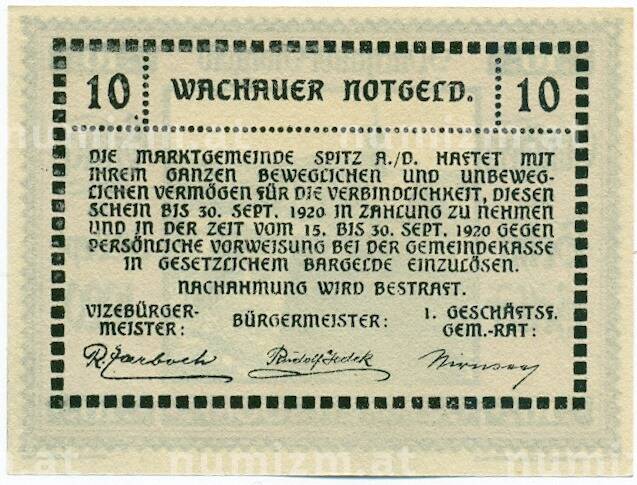 10 WACHAUER NOTGELD. 10
DIE MARKTGEMEINDE SPITZ A./D. HAFTET MIT
IHREM GANZEN BEWEGLICHEN UND UNBEWEG-
LICHEN VERMÖGEN FÜR DIE VERBINDLICHKEIT, DIESEN
SCHEIN BIS 30. SEPT. 1920 IN ZAHLUNG ZU NEHMEN
UND IN DER ZEIT VOM 15. BIS 30. SEPT. 1920 GEGEN
PERSÖNLICHE VORWEISUNG BEI DER GEMEINDEKASSE
IN GESETZLICHEM BARGELDE EINZULÖSEN.
NACHAHMUNG WIRD BESTRAFT.
VIZEBÜRGER-
MEISTER:
BÜRGERMEISTER:
1. GESCHÄFTSF.
GEM.-RAT:
numizm.at